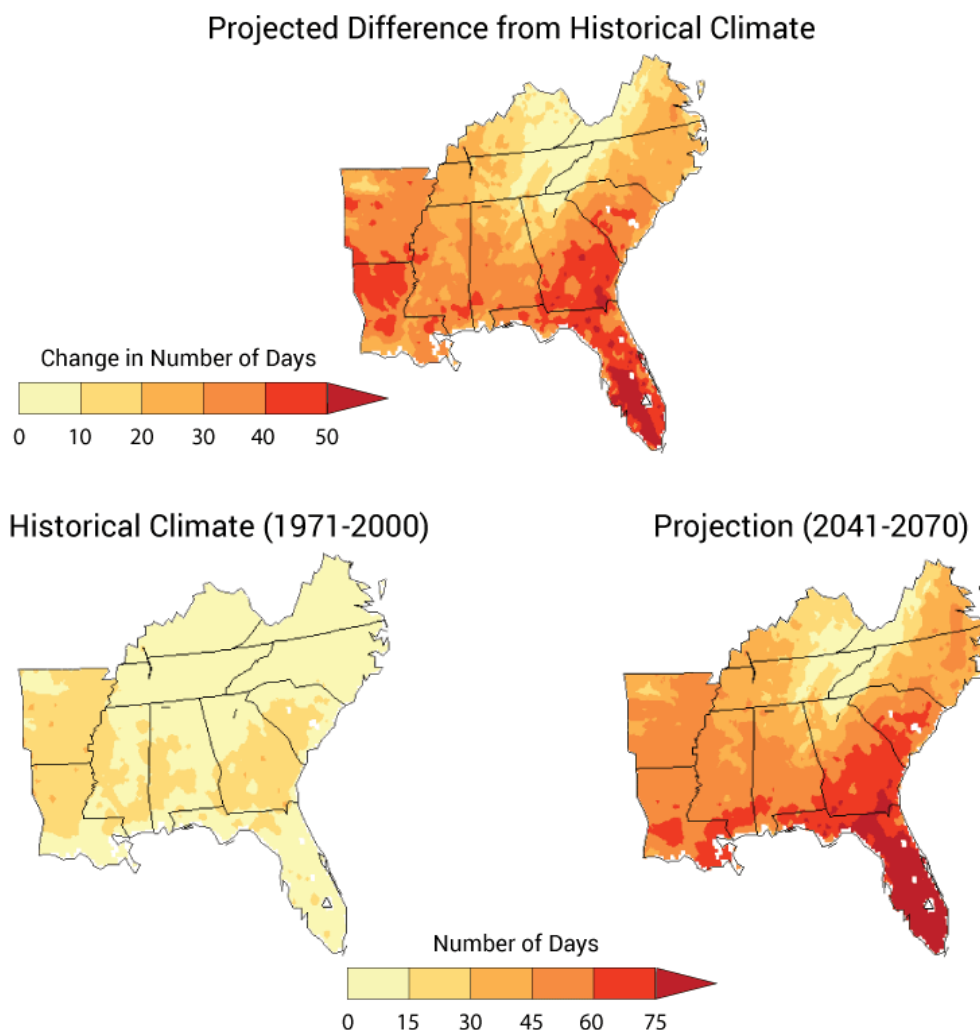 Projected Difference from Historical Climate
Change in Number of Days
0 10 20 30 40 50
Historical Climate (1971-2000)
Projection (2041-2070)
Number of Days
0 15 30 45 60 75